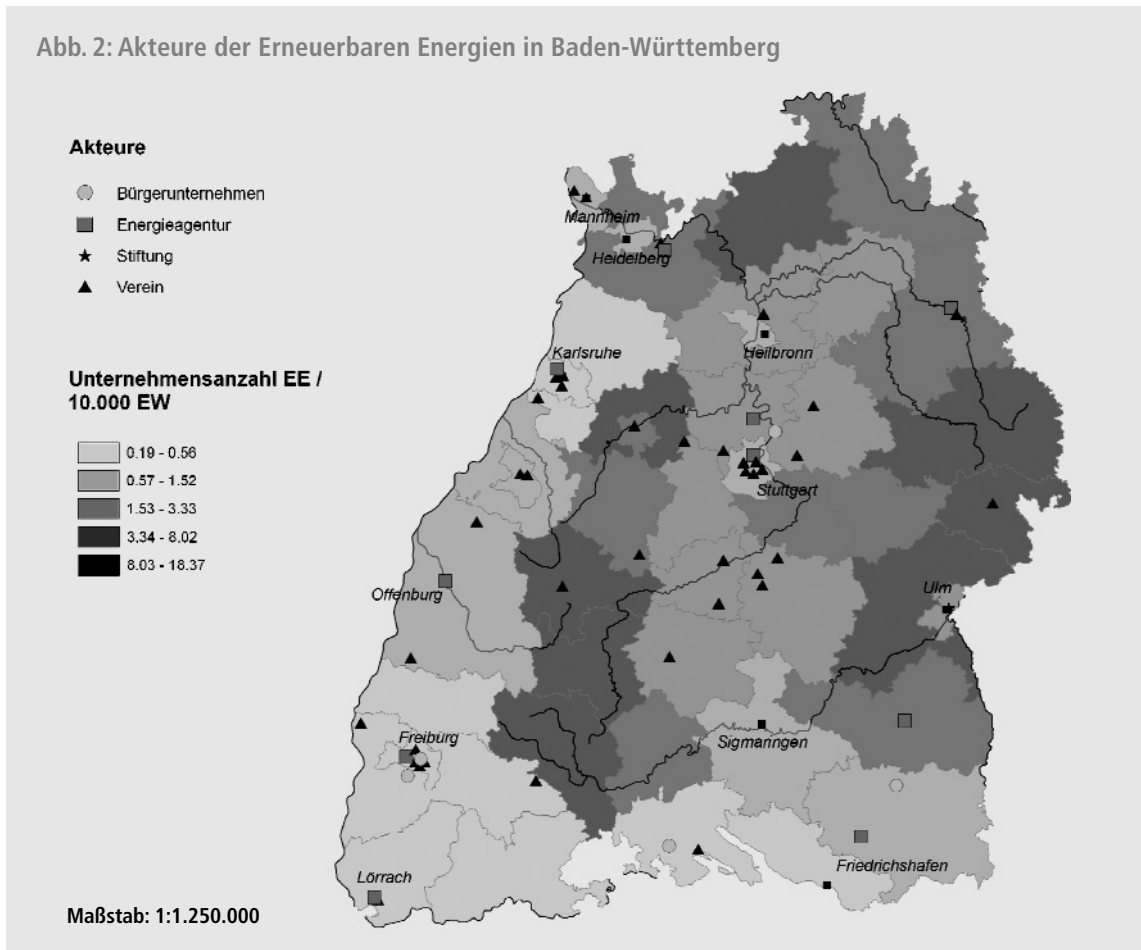 Abb. 2: Akteure der Erneuerbaren Energien in Baden-Württemberg
Akteure
Bürgerunternehmen
Energieagentur
Stiftung
Verein
Unternehmensanzahl EE /
10.000 EW
0.19 - 0.56
0.57 - 1.52
1.53 - 3.33
3.34 - 8.02
8.03 - 18.37
Mannheim
Heidelberg
Karlsruhe
Heilbronn
Stuttgart
Offenburg
Ulm
Freiburg
Sigmaringen
Friedrichshafen
Lörrach
Maßstab: 1:1.250.000